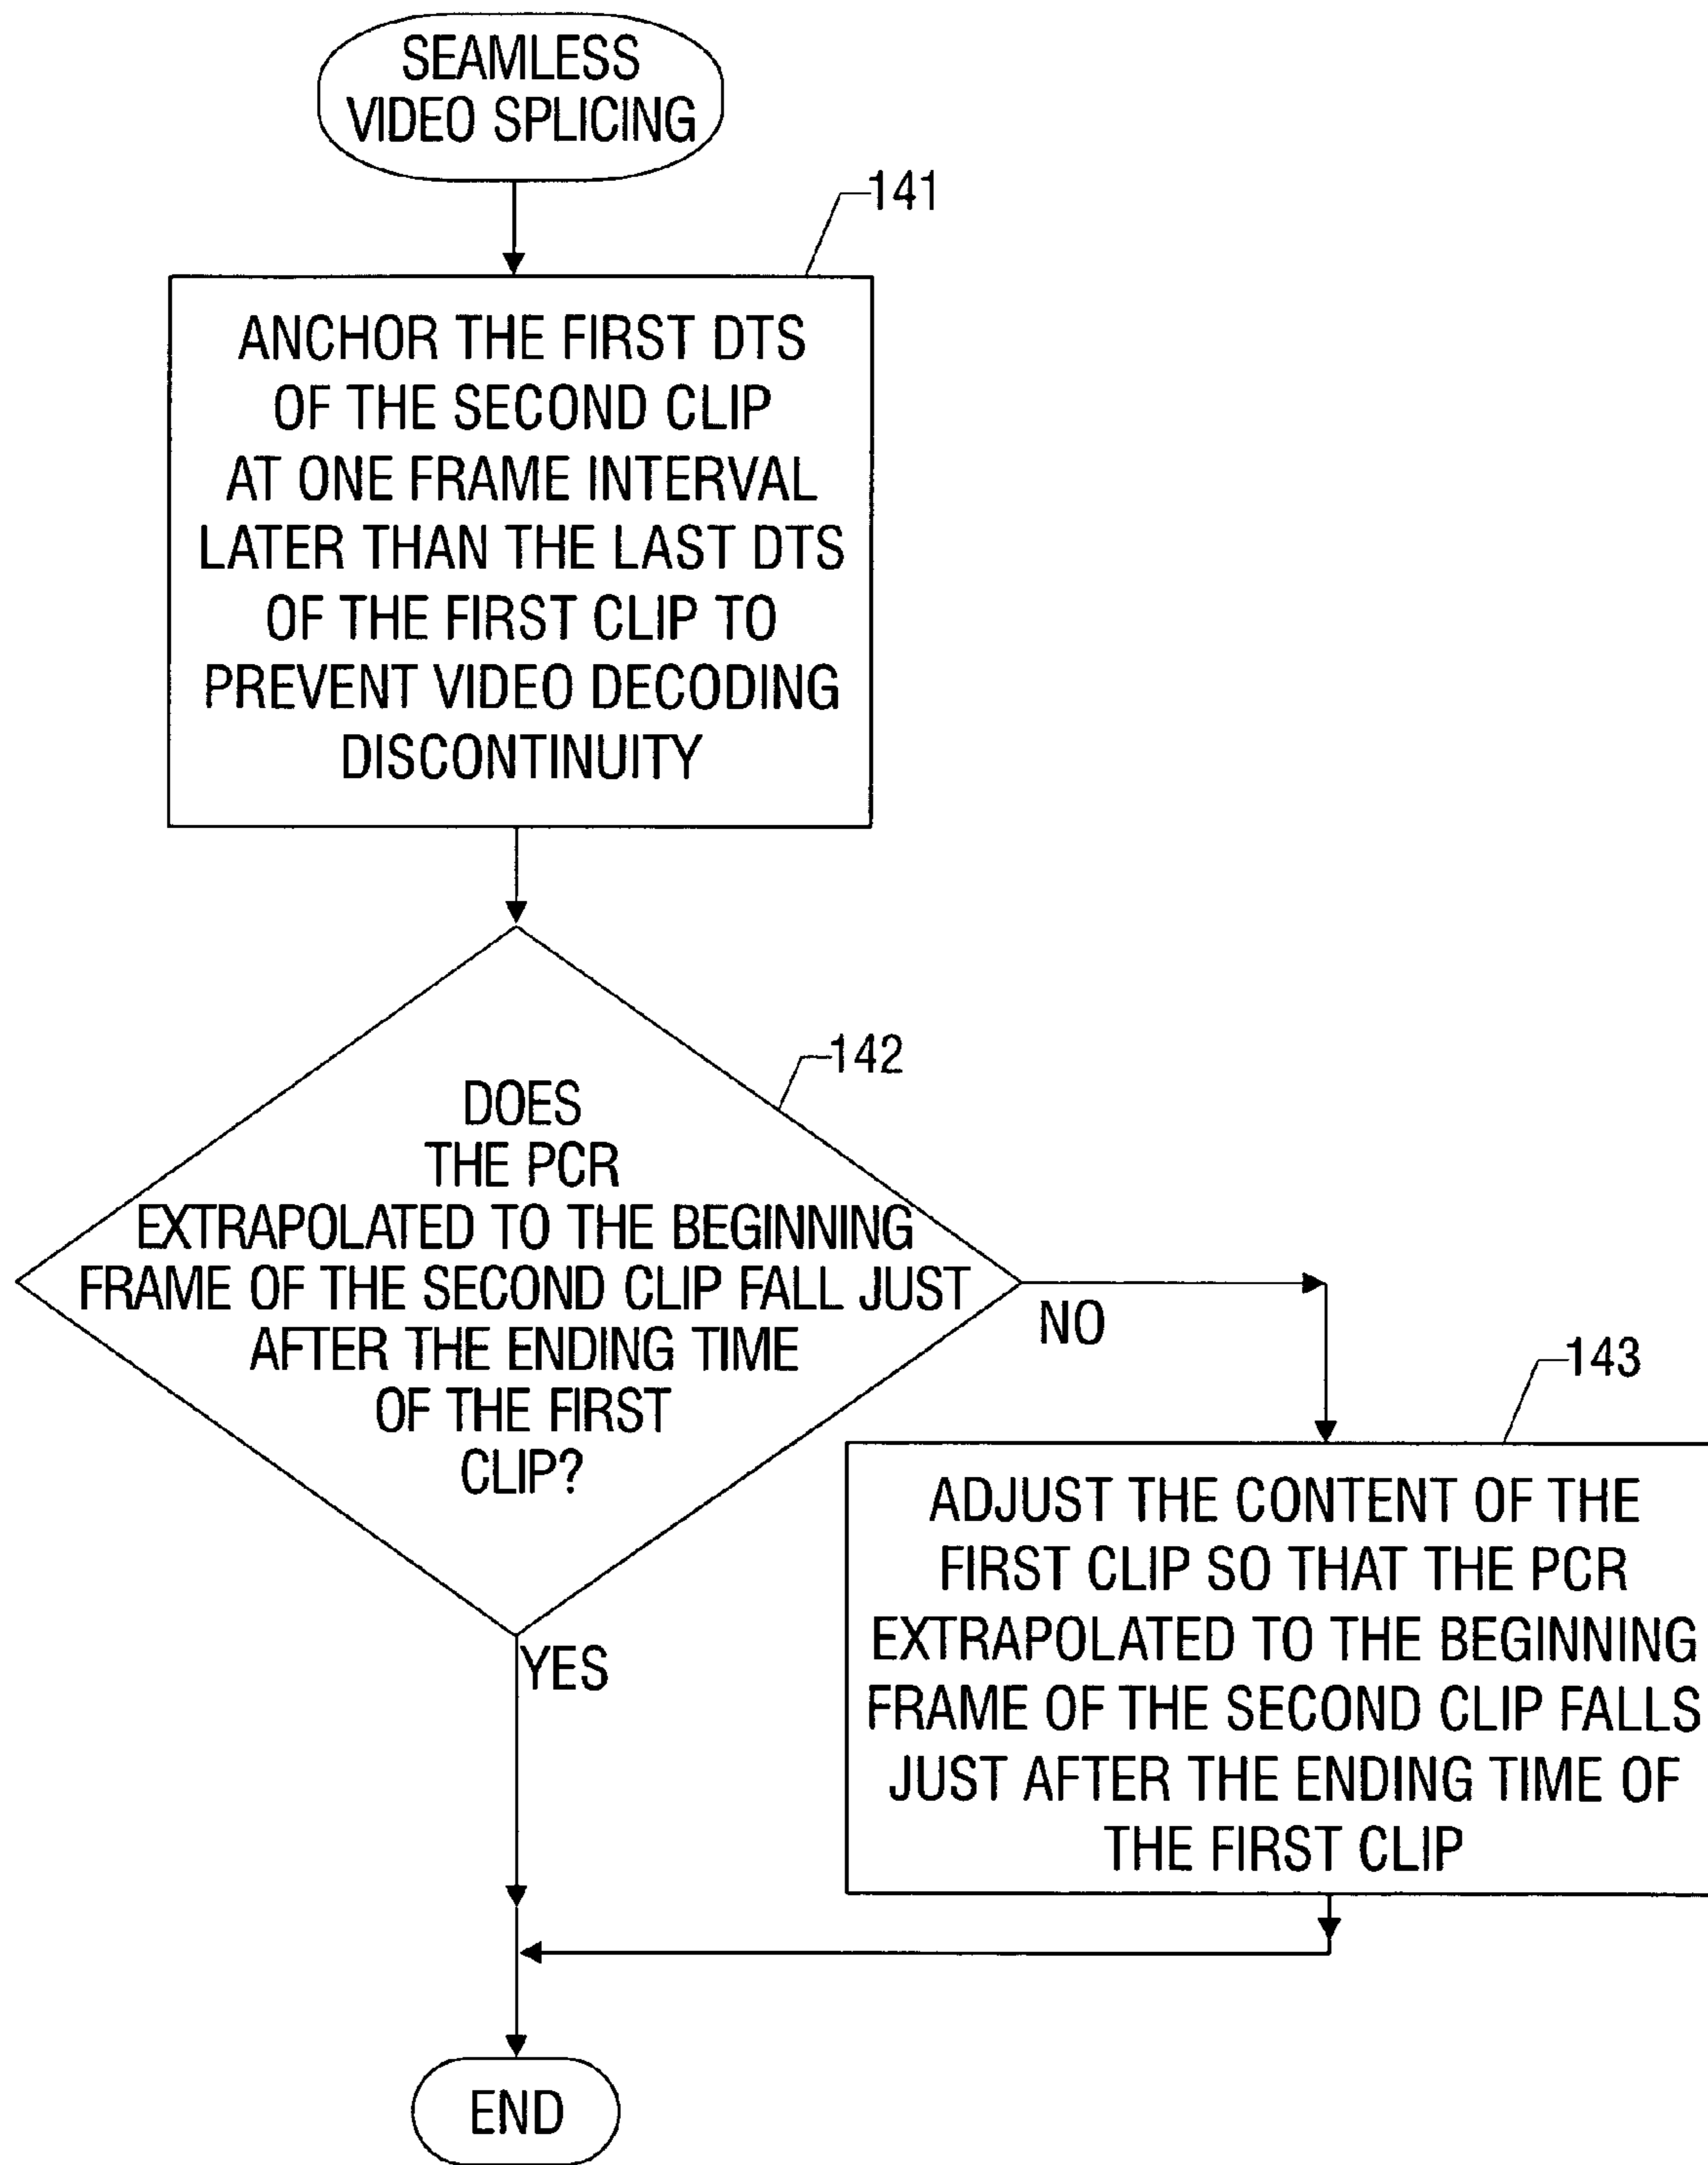 SEAMLESS
VIDEO SPLICING
141
ANCHOR THE FIRST DTS
OF THE SECOND CLIP
AT ONE FRAME INTERVAL
LATER THAN THE LAST DTS
OF THE FIRST CLIP TO
PREVENT VIDEO DECODING
DISCONTINUITY
142
DOES
THE PCR
EXTRAPOLATED TO THE BEGINNING
FRAME OF THE SECOND CLIP FALL JUST
AFTER THE ENDING TIME
OF THE FIRST
CLIP?
NO
143
ADJUST THE CONTENT OF THE
FIRST CLIP SO THAT THE PCR
EXTRAPOLATED TO THE BEGINNING
FRAME OF THE SECOND CLIP FALLS
JUST AFTER THE ENDING TIME OF
THE FIRST CLIP
YES
END